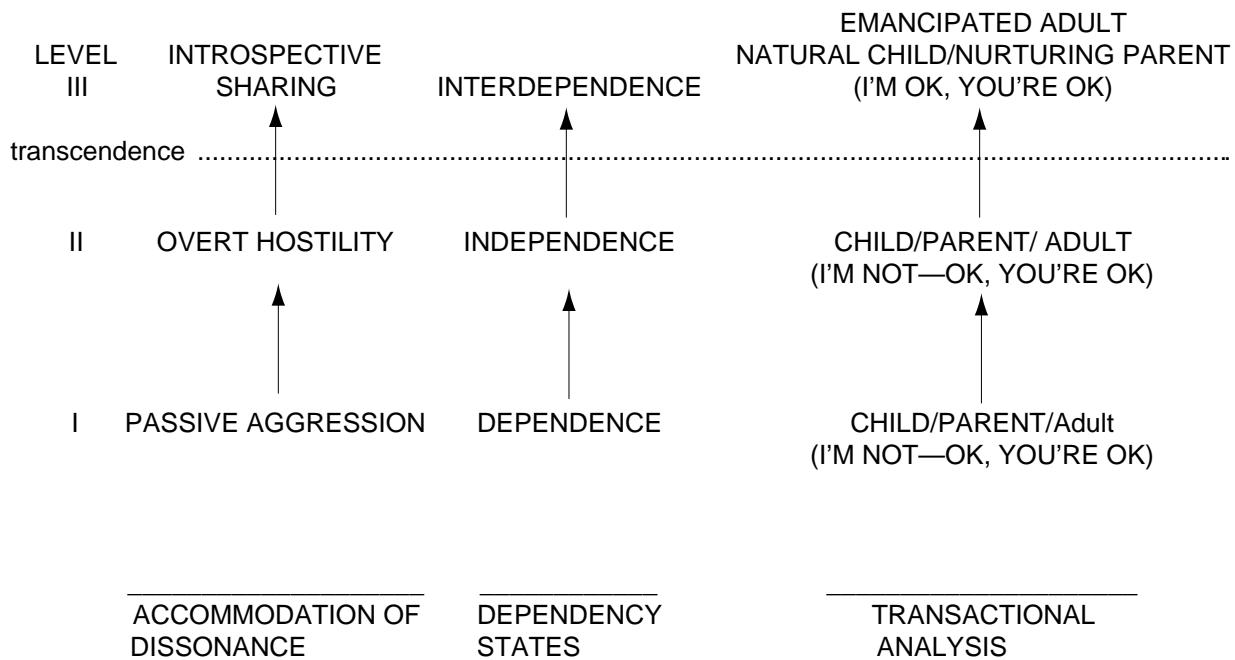 EMANCIPATED ADULT
LEVEL INTROSPECTIVE NATURAL CHILD/NURTURING PARENT
III SHARING INTERDEPENDENCE (I'M OK, YOU'RE OK)
transcendence
II OVERT HOSTILITY INDEPENDENCE CHILD/PARENT/ ADULT
(I'M NOT—OK, YOU'RE OK)
I PASSIVE AGGRESSION DEPENDENCE CHILD/PARENT/Adult
(I'M NOT—OK, YOU'RE OK)
ACCOMMODATION OF DEPENDENCY TRANSACTIONAL
DISSONANCE STATES ANALYSIS